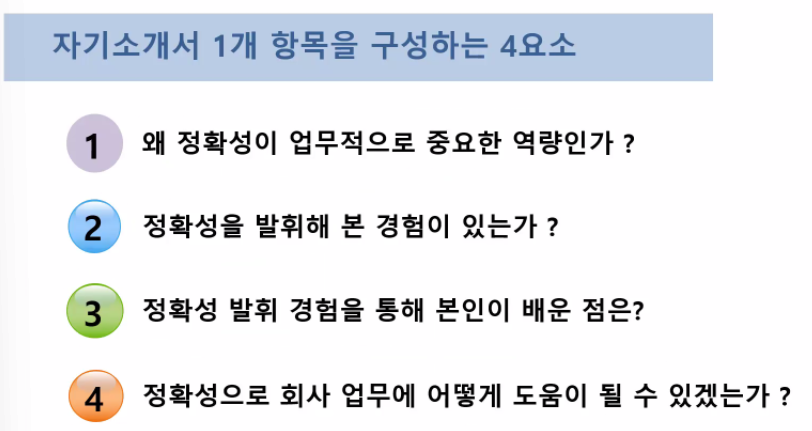 자기소개서 1개 항목을 구성하는 4요소
1 왜 정확성이 업무적으로 중요한 역량인가 ?
2 정확성을 발휘해 본 경험이 있는가 ?
3 정확성 발휘 경험을 통해 본인이 배운 점은?
4 정확성으로 회사 업무에 어떻게 도움이 될 수 있겠는가 ?